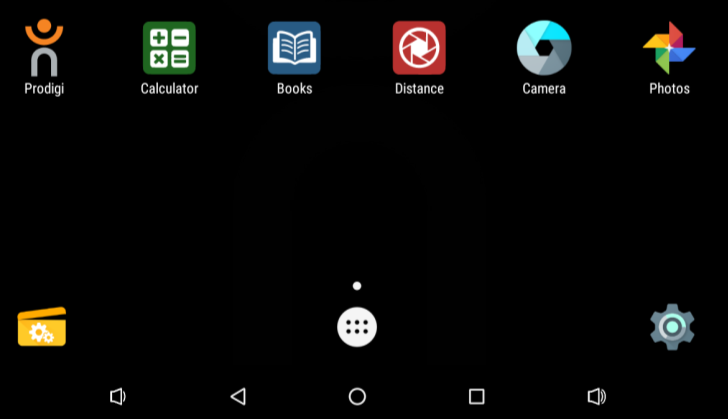 Prodigi
Calculator
Books
Distance
Camera
Photos